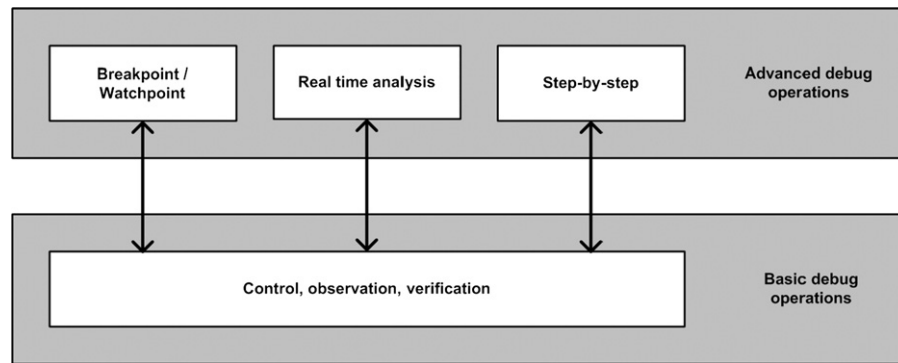 Breakpoint /
Watchpoint
Real time analysis
Step-by-step
Advanced debug
operations
Control, observation, verification
Basic debug
operations